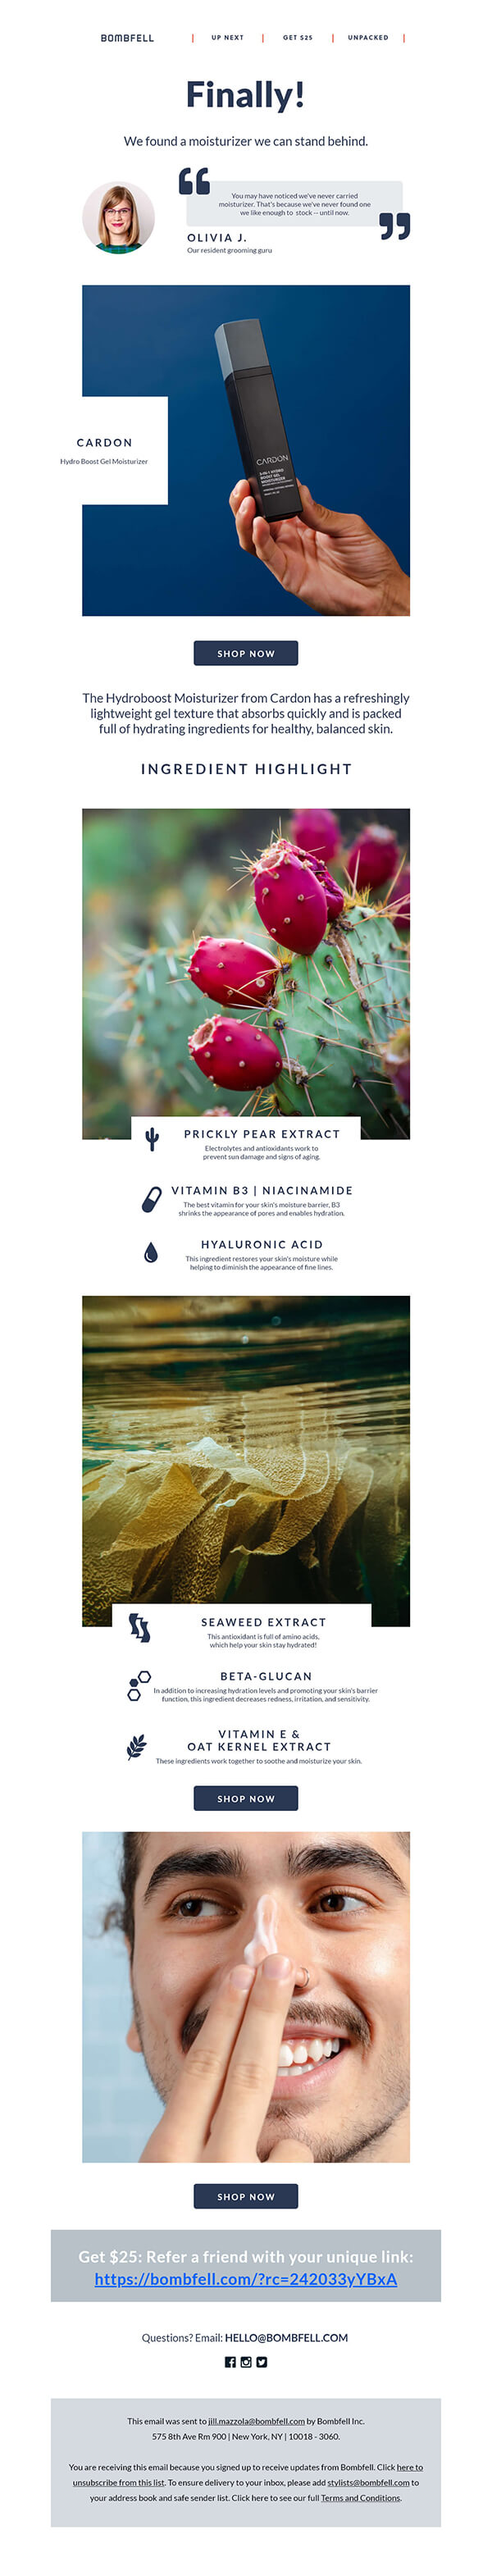 BOMBFELL
UP NEXT
GET $25
UNPACKED
Finally!
We found a moisturizer we can stand behind.
You may have noticed we've never carried
moisturizer. That's because we've never found one
we like enough to stock -- until now.
OLIVIA J.
Our resident grooming guru
CARDON
Hydro Boost Gel Moisturizer
CARDON
BOOST GEL
MOISTURIZER
SHOP NOW
The Hydroboost Moisturizer from Cardon has a refreshingly
lightweight gel texture that absorbs quickly and is packed
full of hydrating ingredients for healthy, balanced skin.
INGREDIENT HIGHLIGHT
PRICKLY PEAR EXTRACT
Electrolytes and antioxidants work to
prevent sun damage and signs of aging.
VITAMIN B3 | NIACINAMIDE
The best vitamin for your skin's moisture barrier, B3
shrinks the appearance of pores and enables hydration.
HYALURONIC ACID
This ingredient restores your skin's moisture while
helping to diminish the appearance of fine lines.
SEAWEED EXTRACT
This antioxidant is full of amino acids,
which help your skin stay hydrated!
BETA-GLUCAN
In addition to increasing hydration levels and promoting your skin's barrier
function, this ingredient decreases redness, irritation, and sensitivity.
VITAMIN E &
OAT KERNEL EXTRACT
These ingredients work together to soothe and moisturize your skin.
SHOP NOW
SHOP NOW
Get $25: Refer a friend with your unique link:
https://bombfell.com/?rc=242033yYBxA
Questions? Email: HELLO@BOMBFELL.COM
This email was sent to jill.mazzola@bombfell.com by Bombfell Inc.
575 8th Ave Rm 900 | New York, NY | 10018 - 3060.
You are receiving this email because you signed up to receive updates from Bombfell. Click here to
unsubscribe from this list. To ensure delivery to your inbox, please add stylists@bombfell.com to
your address book and safe sender list. Click here to see our full Terms and Conditions.